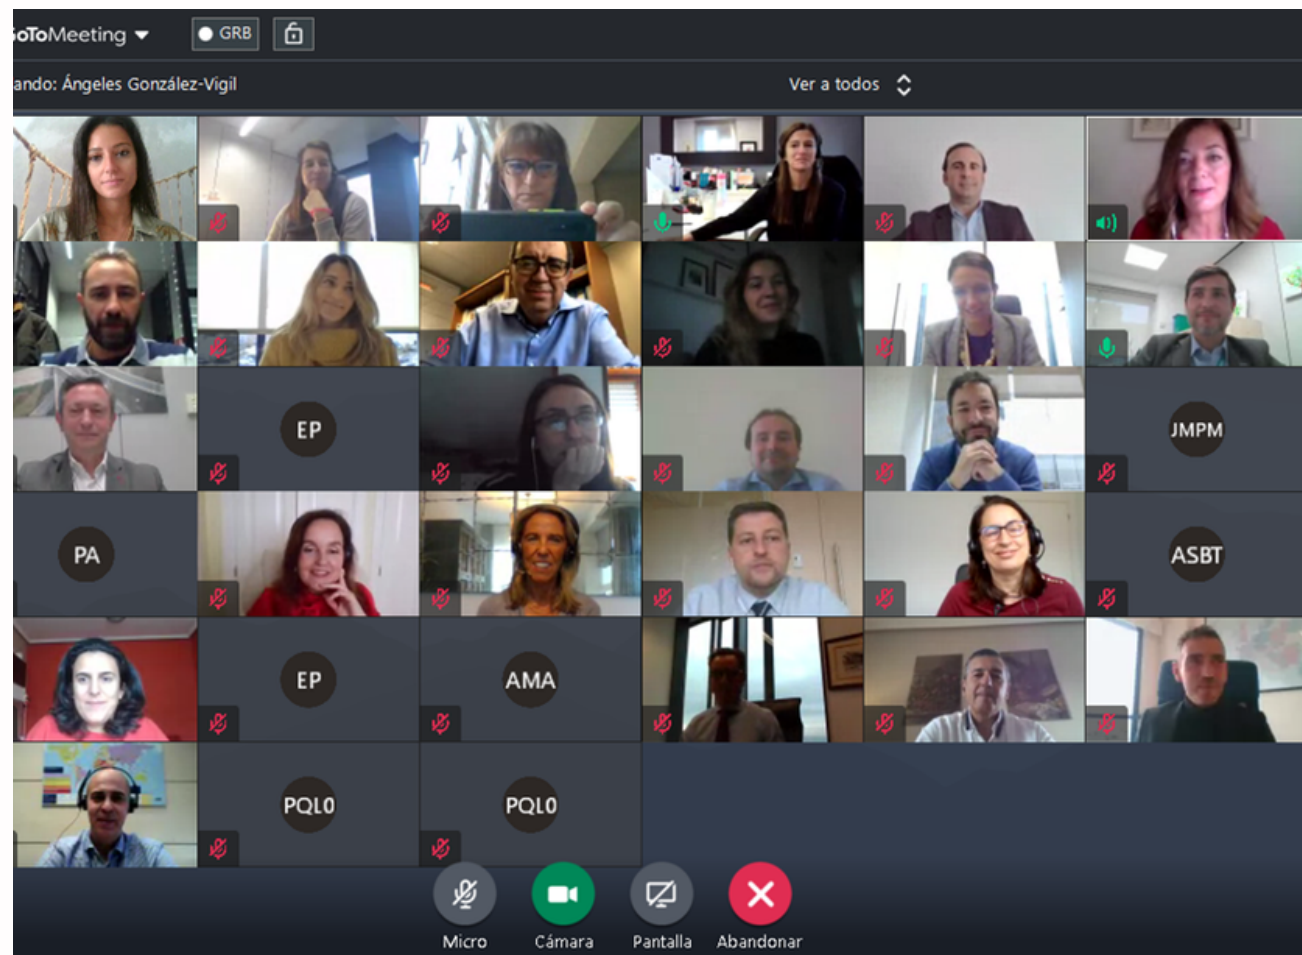 GoToMeeting
GRB
ando: Ángeles González-Vigil
Ver a todos
EP
JMPM
PA
ASBT
EP
AMA
PQL0
PQL0
Micro
Cámara
Pantalla
Abandonar